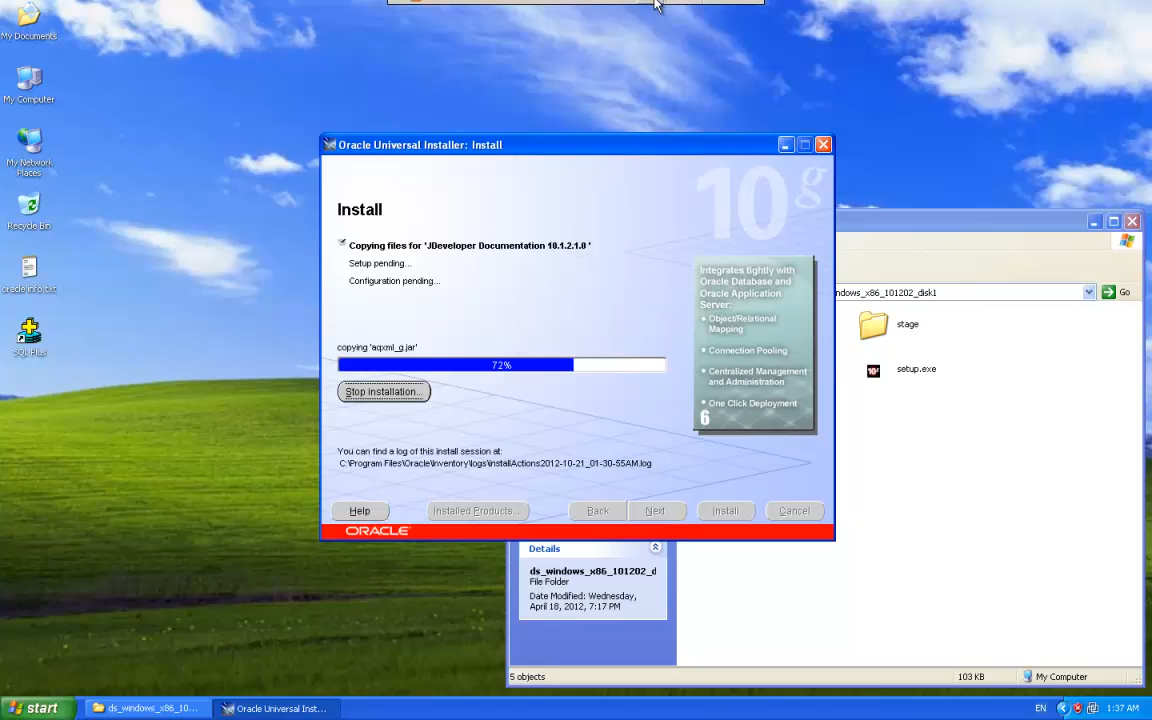 My Documents
My Computer
My Network
Places
Recycle Bin
oracle info.txt
SQL Plus
Oracle Universal Installer: Install
10g
Install
Copying files for 'JDeveloper Documentation 10.1.2.1.0 '
Setup pending...
Configuration pending...
copying 'aqxml_g.jar'
72%
Stop installation...
Integrates tightly with
Oracle Database and
Oracle Application
Server:
• Object/Relational
Mapping
• Connection Pooling
• Centralized Management
and Administration
• One Click Deployment
6
You can find a log of this install session at:
C:\Program Files\Oracle\Inventory\logs\installActions2012-10-21_01-30-55AM.log
Help
Installed Products...
Back
Next
Install
Cancel
ORACLE
ndows_x86_101202_disk1
Go
stage
10g
setup.exe
Details
ds_windows_x86_101202_d
File Folder
Date Modified: Wednesday,
April 18, 2012, 7:17 PM
5 objects
103 KB
My Computer
start
ds_windows_x86_10...
Oracle Universal Inst...
EN
1:37 AM